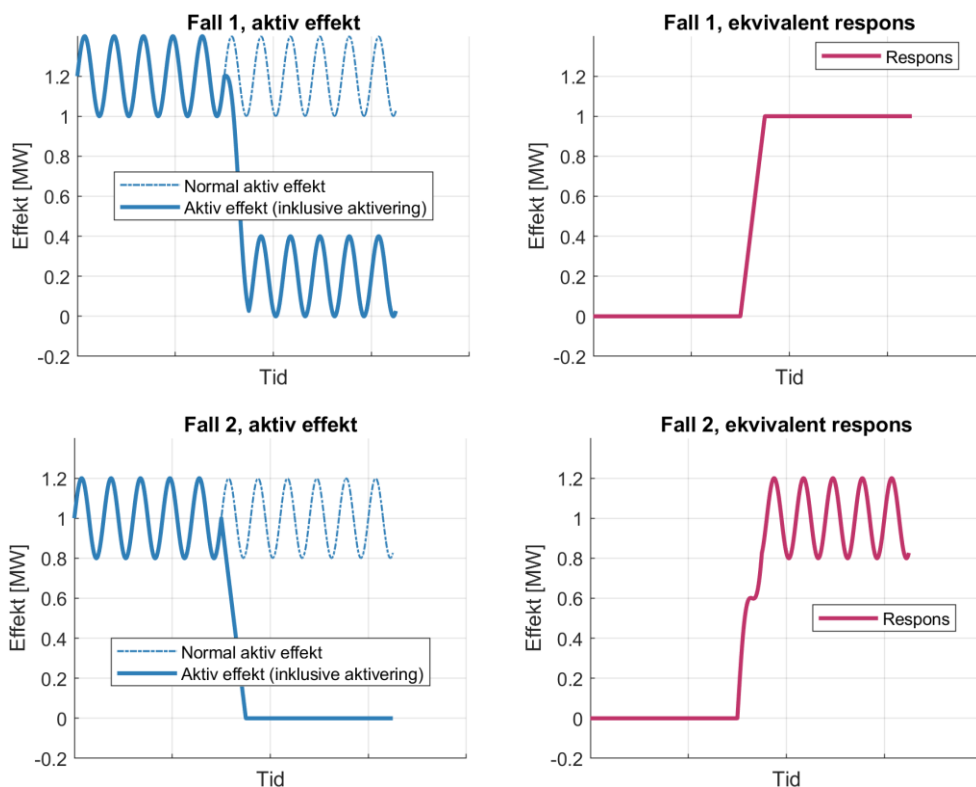 Fall 1, aktiv effekt
Effekt [MW]
1.2
1
0.8
0.6
0.4
0.2
0
-0.2
Normal aktiv effekt
Aktiv effekt (inklusive aktivering)
Tid
Fall 1, ekvivalent respons
Effekt [MW]
1.2
1
0.8
0.6
0.4
0.2
0
-0.2
Respons
Tid
Fall 2, aktiv effekt
Effekt [MW]
1.2
1
0.8
0.6
0.4
0.2
0
-0.2
Normal aktiv effekt
Aktiv effekt (inklusive aktivering)
Tid
Fall 2, ekvivalent respons
Effekt [MW]
1.2
1
0.8
0.6
0.4
0.2
0
-0.2
Respons
Tid